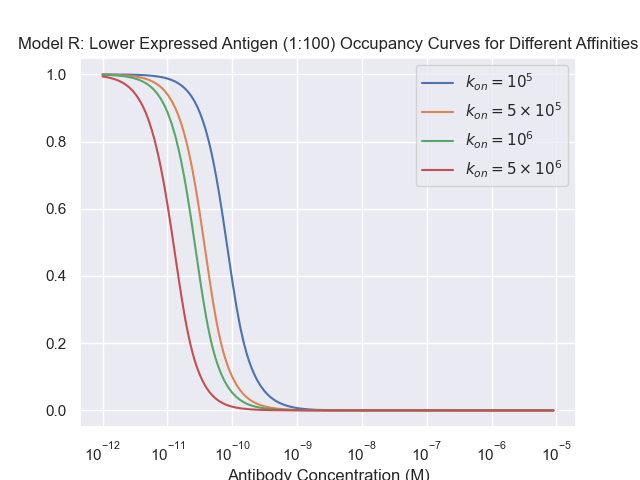 Model R: Lower Expressed Antigen (1:100) Occupancy Curves for Different Affinities
1.0
0.8
0.6
0.4
0.2
0.0
k_on = 10^5
k_on = 5 × 10^5
k_on = 10^6
k_on = 5 × 10^6
10^−12 10^−11 10^−10 10^−9 10^−8 10^−7 10^−6 10^−5
Antibody Concentration (M)